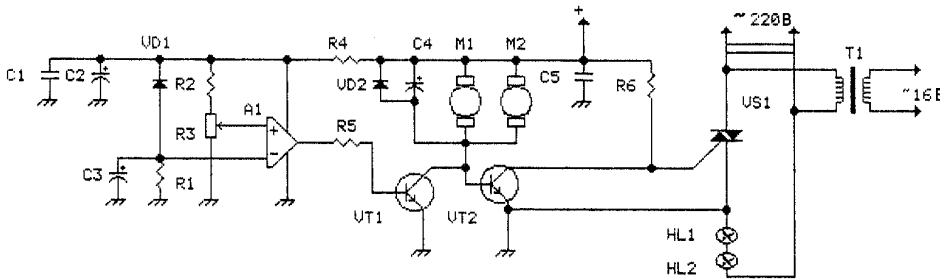 ~220В
VD1
R4
C4
M1
M2
+
T1
C1
C2
R2
VD2
C5
R6
VS1
~16В
A1
R3
+
-
R5
C3
R1
VT1
VT2
HL1
HL2